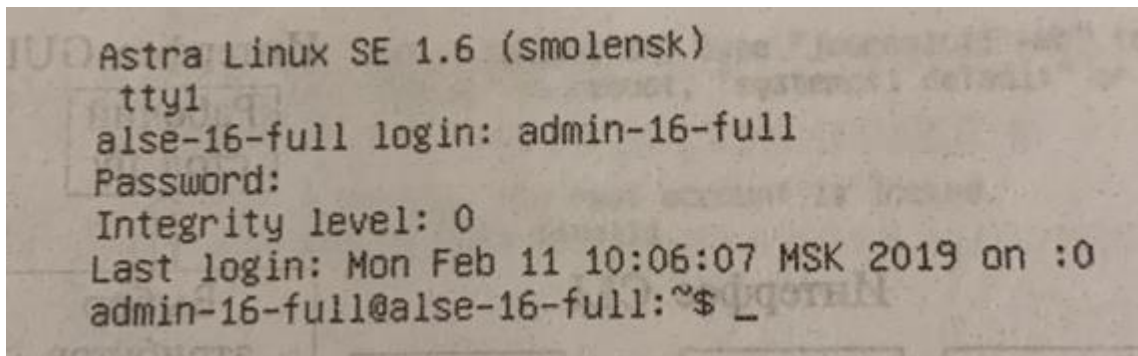 Astra Linux SE 1.6 (smolensk)
tty1
alse-16-full login: admin-16-full
Password:
Integrity level: 0
Last login: Mon Feb 11 10:06:07 MSK 2019 on :0
admin-16-full@alse-16-full:~$ _